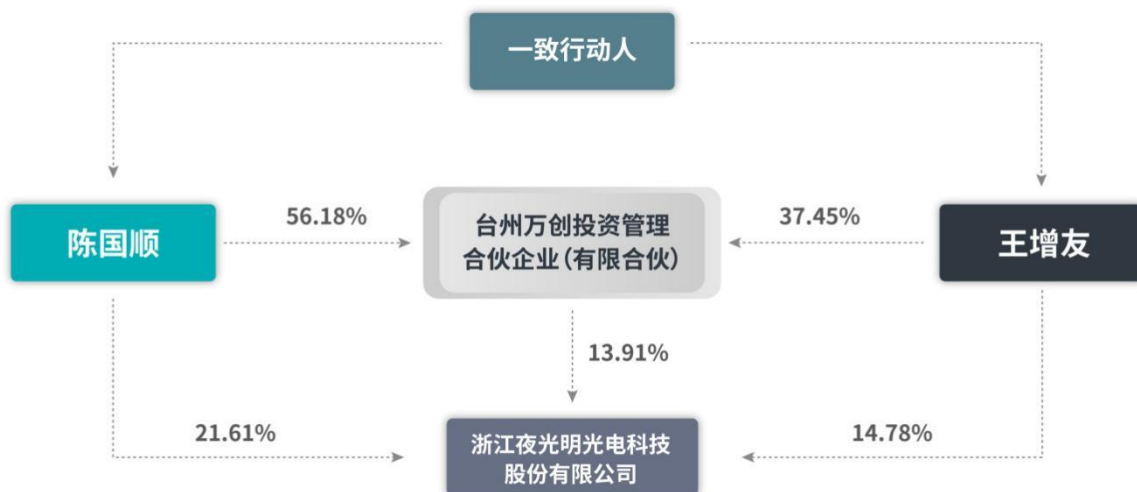 一致行动人
陈国顺
56.18%
台州万创投资管理
合伙企业(有限合伙)
37.45%
王增友
13.91%
21.61%
浙江夜光明光电科技
股份有限公司
14.78%